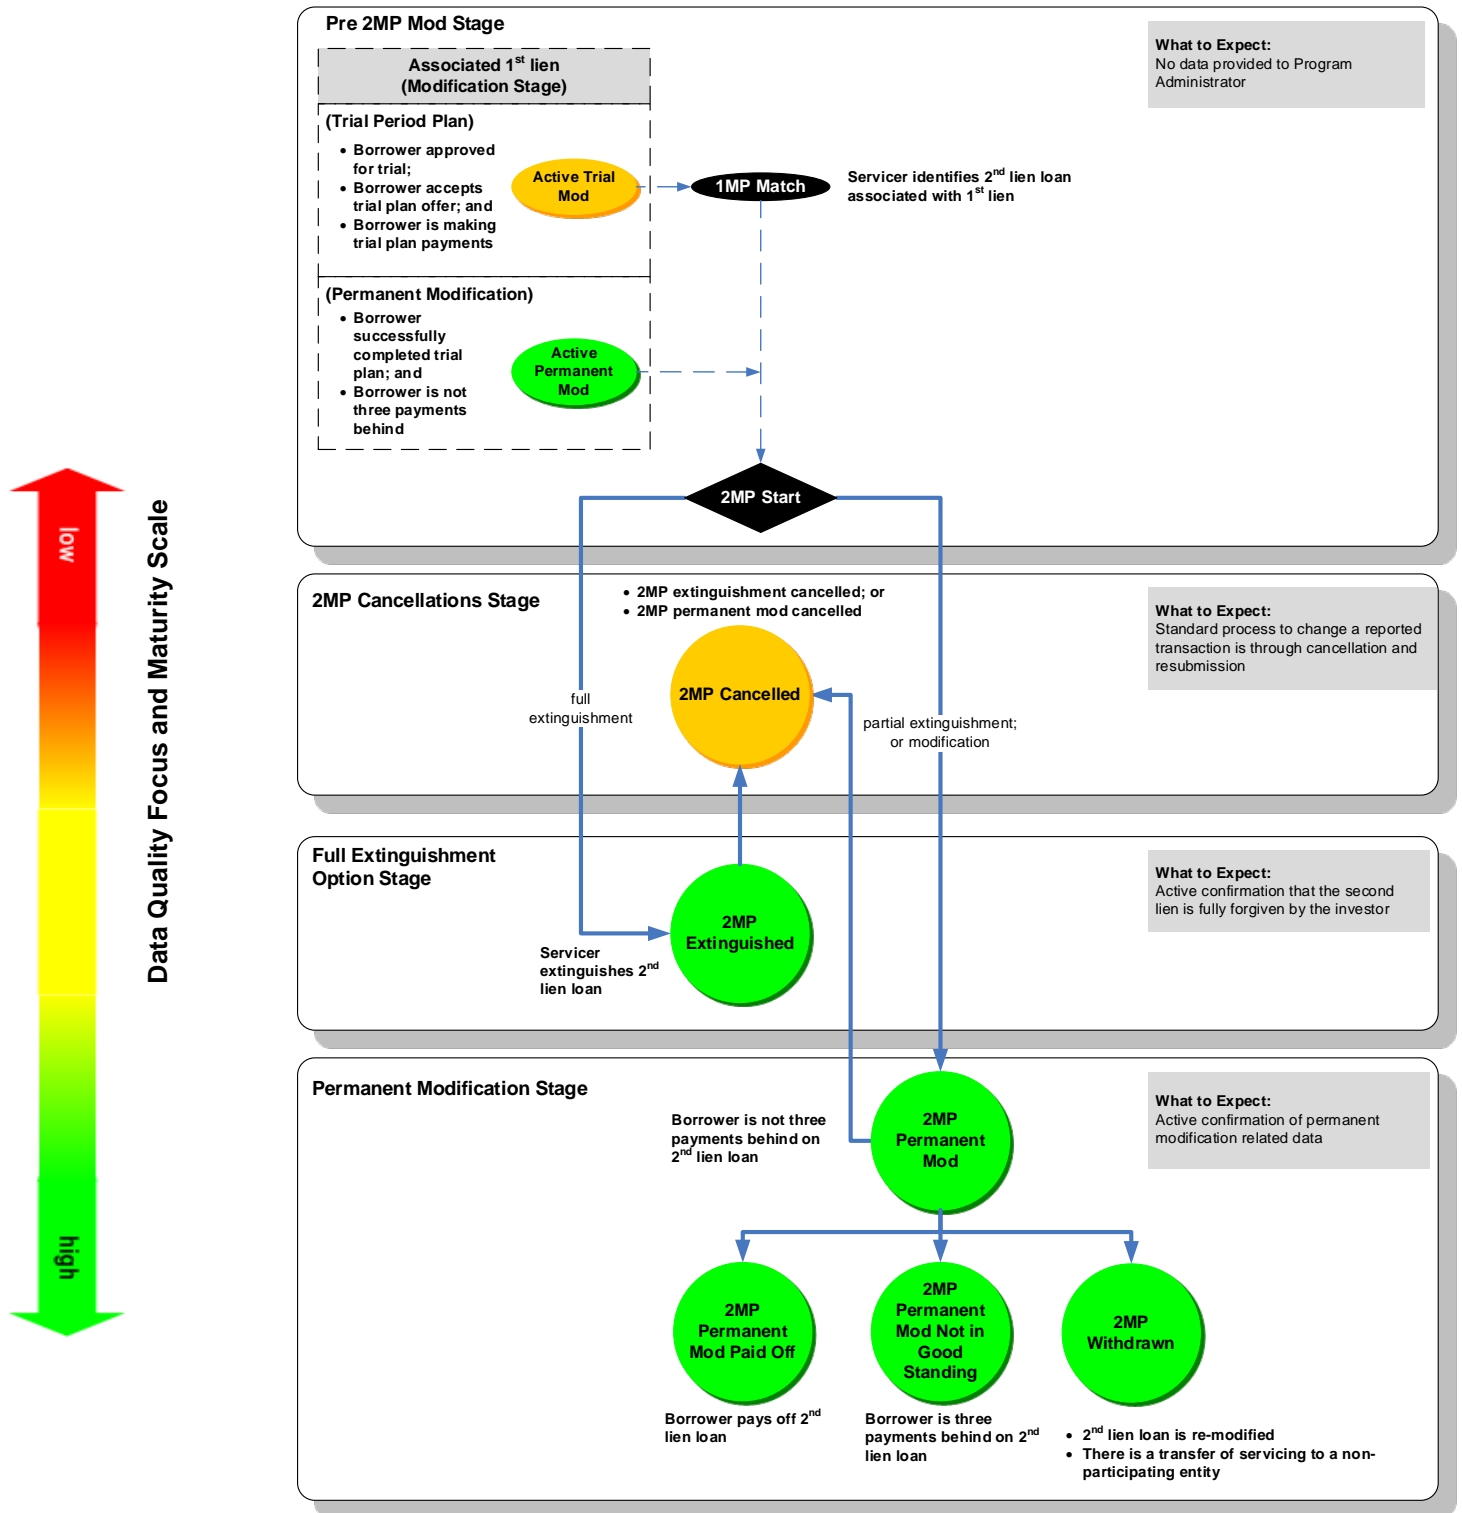 Pre 2MP Mod Stage
What to Expect:
No data provided to Program
Administrator
Associated 1st lien
(Modification Stage)
(Trial Period Plan)
• Borrower approved
for trial;
• Borrower accepts
trial plan offer; and
• Borrower is making
trial plan payments
Active Trial
Mod
1MP Match
Servicer identifies 2nd lien loan
associated with 1st lien
(Permanent Modification)
• Borrower
successfully
completed trial
plan; and
• Borrower is not
three payments
behind
Active
Permanent
Mod
2MP Start
low
Data Quality Focus and Maturity Scale
high
2MP Cancellations Stage
• 2MP extinguishment cancelled; or
• 2MP permanent mod cancelled
What to Expect:
Standard process to change a reported
transaction is through cancellation and
resubmission
full
extinguishment
2MP Cancelled
partial extinguishment;
or modification
Full Extinguishment
Option Stage
What to Expect:
Active confirmation that the second
lien is fully forgiven by the investor
2MP
Extinguished
Servicer
extinguishes 2nd
lien loan
Permanent Modification Stage
What to Expect:
Active confirmation of permanent
modification related data
Borrower is not three
payments behind on
2nd lien loan
2MP
Permanent
Mod
2MP
Permanent
Mod Paid Off
2MP
Permanent
Mod Not in
Good
Standing
2MP
Withdrawn
Borrower pays off 2nd
lien loan
Borrower is three
payments behind on 2nd
lien loan
• 2nd lien loan is re-modified
• There is a transfer of servicing to a non-
participating entity